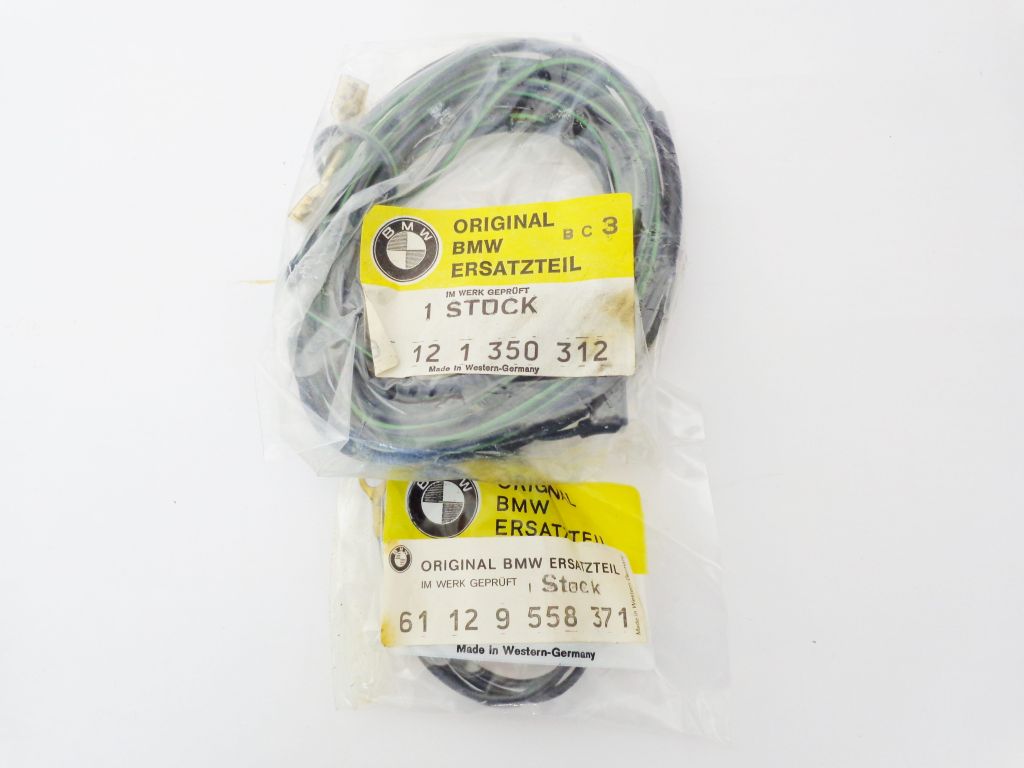 BMW
ORIGINAL
BMW
ERSATZTEIL
B C 3
IM WERK GEPRÜFT
1 STÜCK
12 1 350 312
Made in Western-Germany
BMW
ORIGINAL
BMW
ERSATZTEIL
ORIGINAL BMW ERSATZTEIL
IM WERK GEPRÜFT 1 Stück
61 12 9 558 371
Made in Western-Germany
Made in Western-Germany